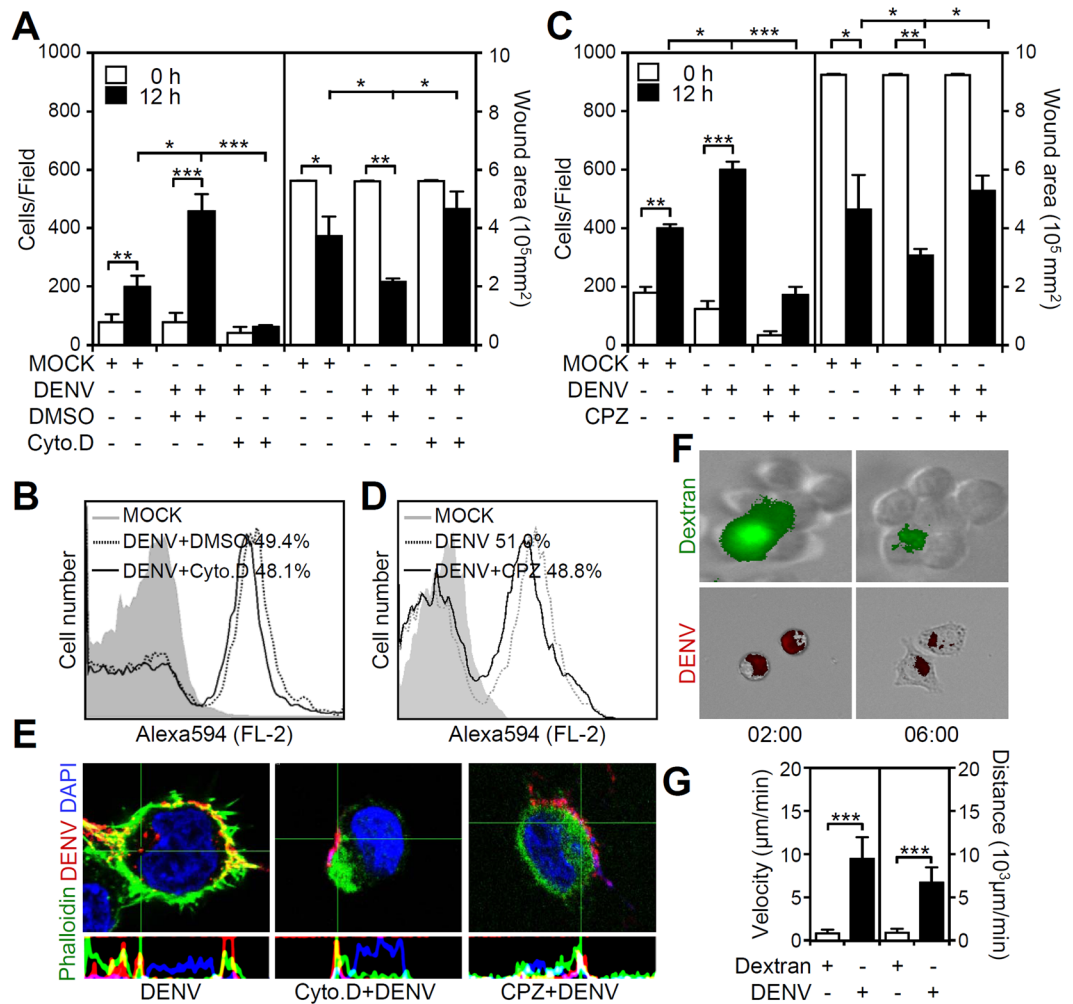 A
1000
800
600
400
200
0
Cells/Field
0 h
12 h
* *
* ***
***
**
*
**
10
8
6
4
2
0
Wound area (10⁵mm²)
MOCK + + - - - - + + - - - -
DENV - - + + + + - - + + + +
DMSO - - + + - - - - + + - -
Cyto.D - - - - + + - - - - + +
C
1000
800
600
400
200
0
Cells/Field
0 h
12 h
* ***
* *
***
**
*
**
10
8
6
4
2
0
Wound area (10⁵mm²)
MOCK + + - - - - + + - - - -
DENV - - + + + + - - + + + +
CPZ - - - - + + - - - - + +
B
Cell number
MOCK
DENV+DMSO 49.4%
DENV+Cyto.D 48.1%
Alexa594 (FL-2)
D
Cell number
MOCK
DENV 51.0%
DENV+CPZ 48.8%
Alexa594 (FL-2)
F
Dextran
DENV
02:00 06:00
E
Phalloidin DENV DAPI
DENV Cyto.D+DENV CPZ+DENV
G
20
15
10
5
0
Velocity (µm/min)
***
***
20
15
10
5
0
Distance (10³µm/min)
Dextran + - + -
DENV - + - +